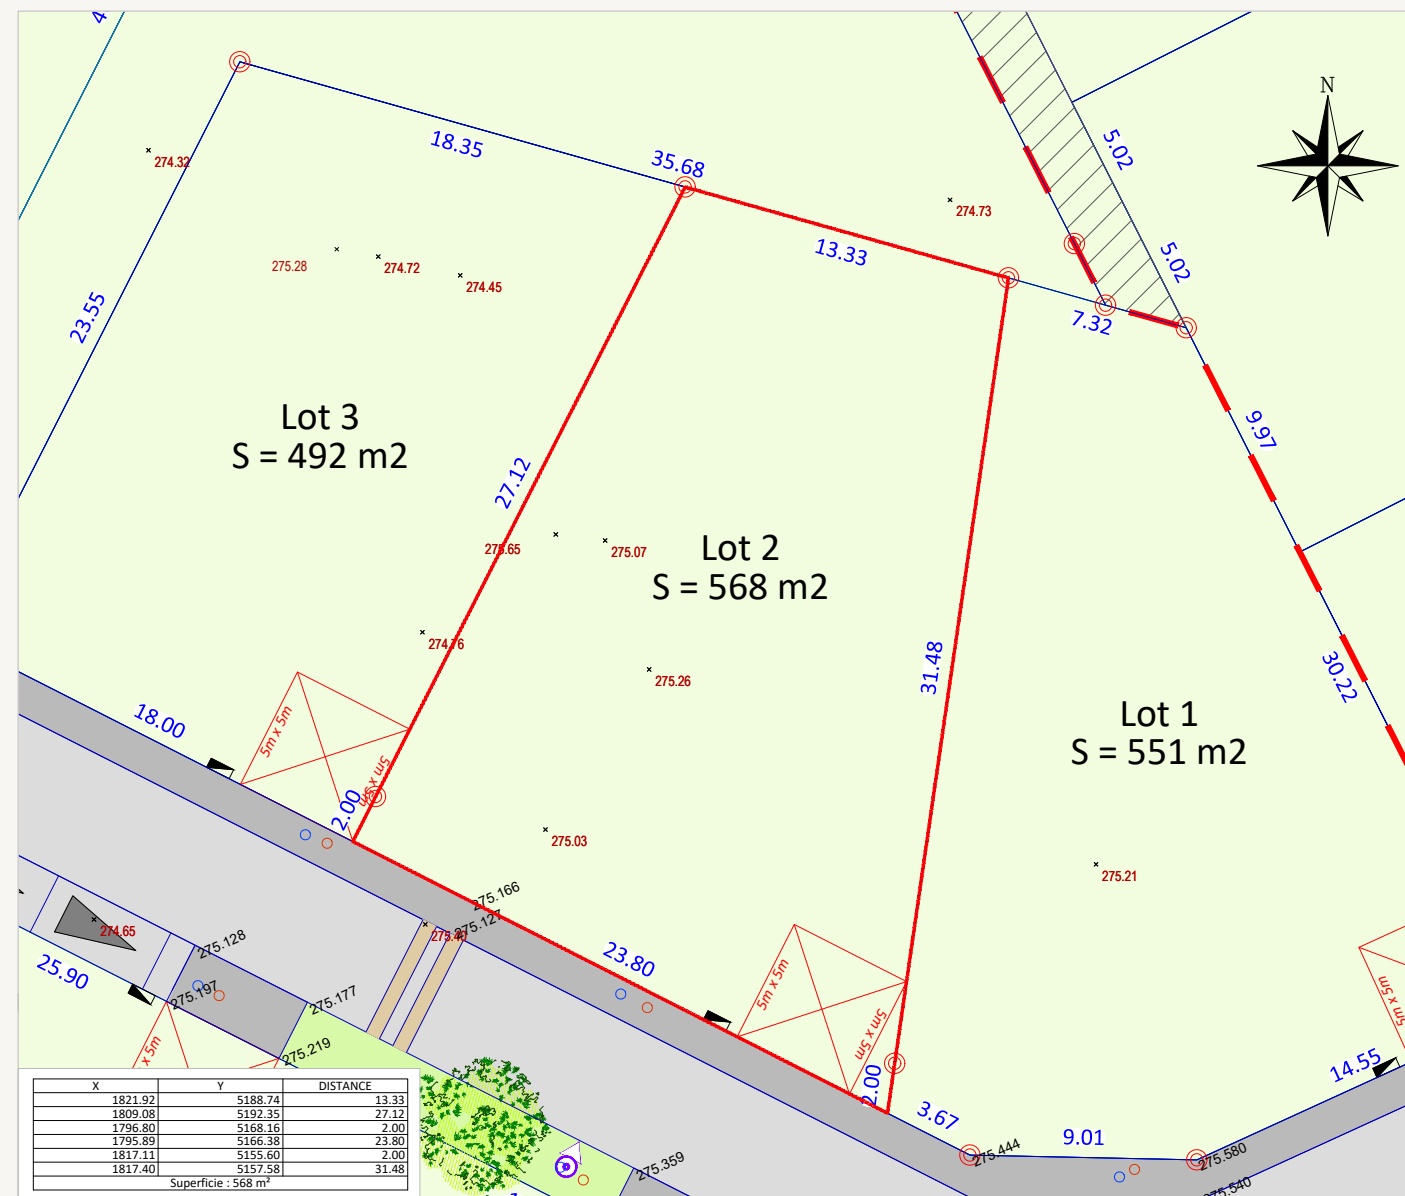 4
N
18.35
35.68
5.02
274.32
274.73
13.33
5.02
275.28
274.72
274.45
7.32
23.55
9.97
Lot 3
S = 492 m2
27.12
275.65
275.07
Lot 2
S = 568 m2
274.76
275.26
31.48
30.22
Lot 1
S = 551 m2
18.00
5m x 5m
5m x 5m
2.00
275.03
275.21
275.166
275.127
274.65
275.128
23.80
25.90
275.197
275.177
5m x 5m
5m x 5m
5m x 5m
x 5m
275.219
2.00
14.55
3.67
9.01
275.444
275.580
275.359
275.540
X Y DISTANCE
1821.92 5188.74 13.33
1809.08 5192.35 27.12
1796.80 5168.16 2.00
1795.89 5166.38 23.80
1817.11 5155.60 2.00
1817.40 5157.58 31.48
Superficie : 568 m²